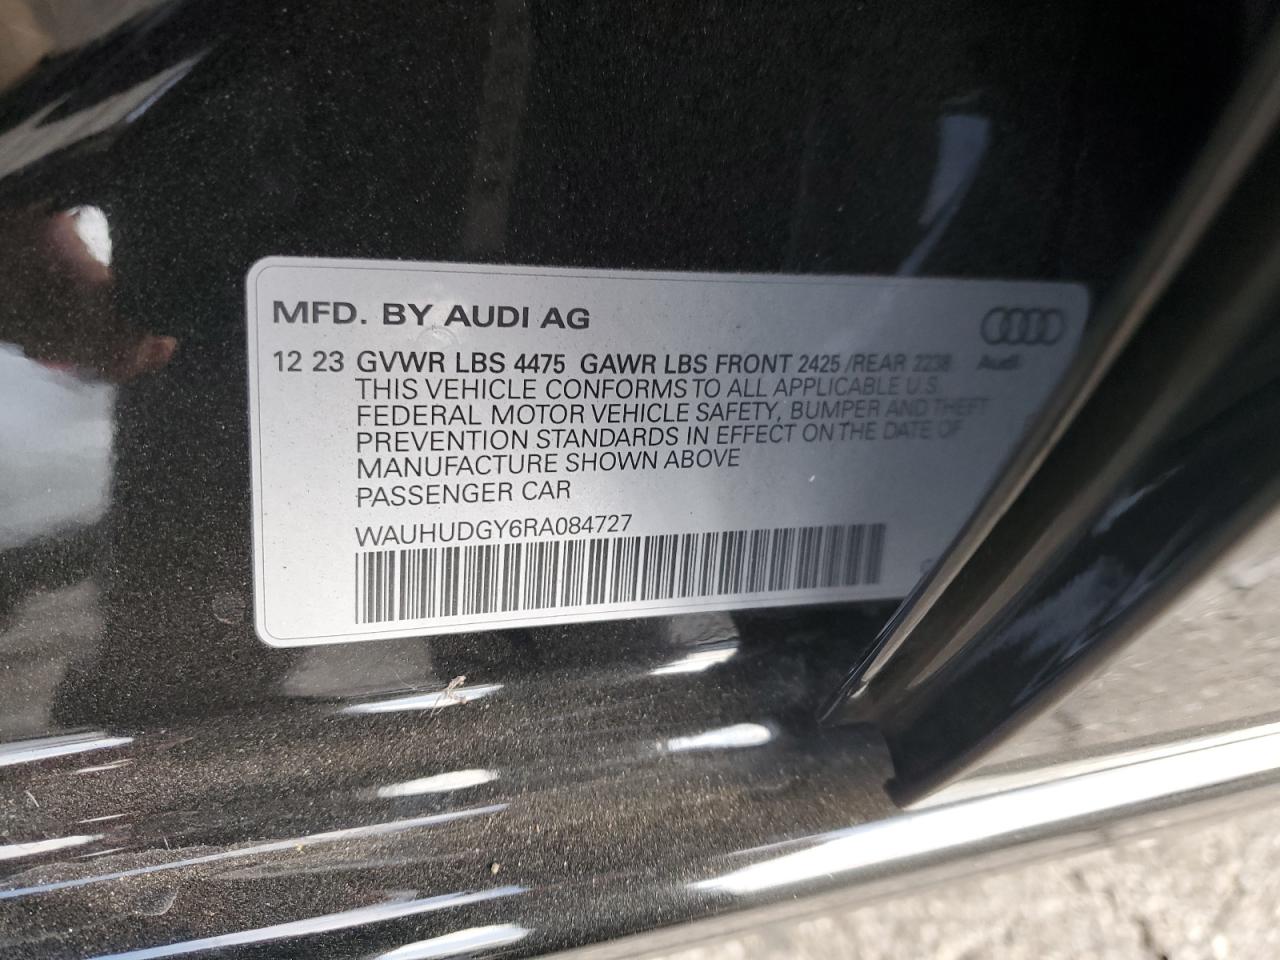 MFD. BY AUDI AG
12 23 GVWR LBS 4475 GAWR LBS FRONT 2425 /REAR 2238
Audi
THIS VEHICLE CONFORMS TO ALL APPLICABLE U.S.
FEDERAL MOTOR VEHICLE SAFETY, BUMPER AND THEFT
PREVENTION STANDARDS IN EFFECT ON THE DATE OF
MANUFACTURE SHOWN ABOVE
PASSENGER CAR
WAUHUDGY6RA084727